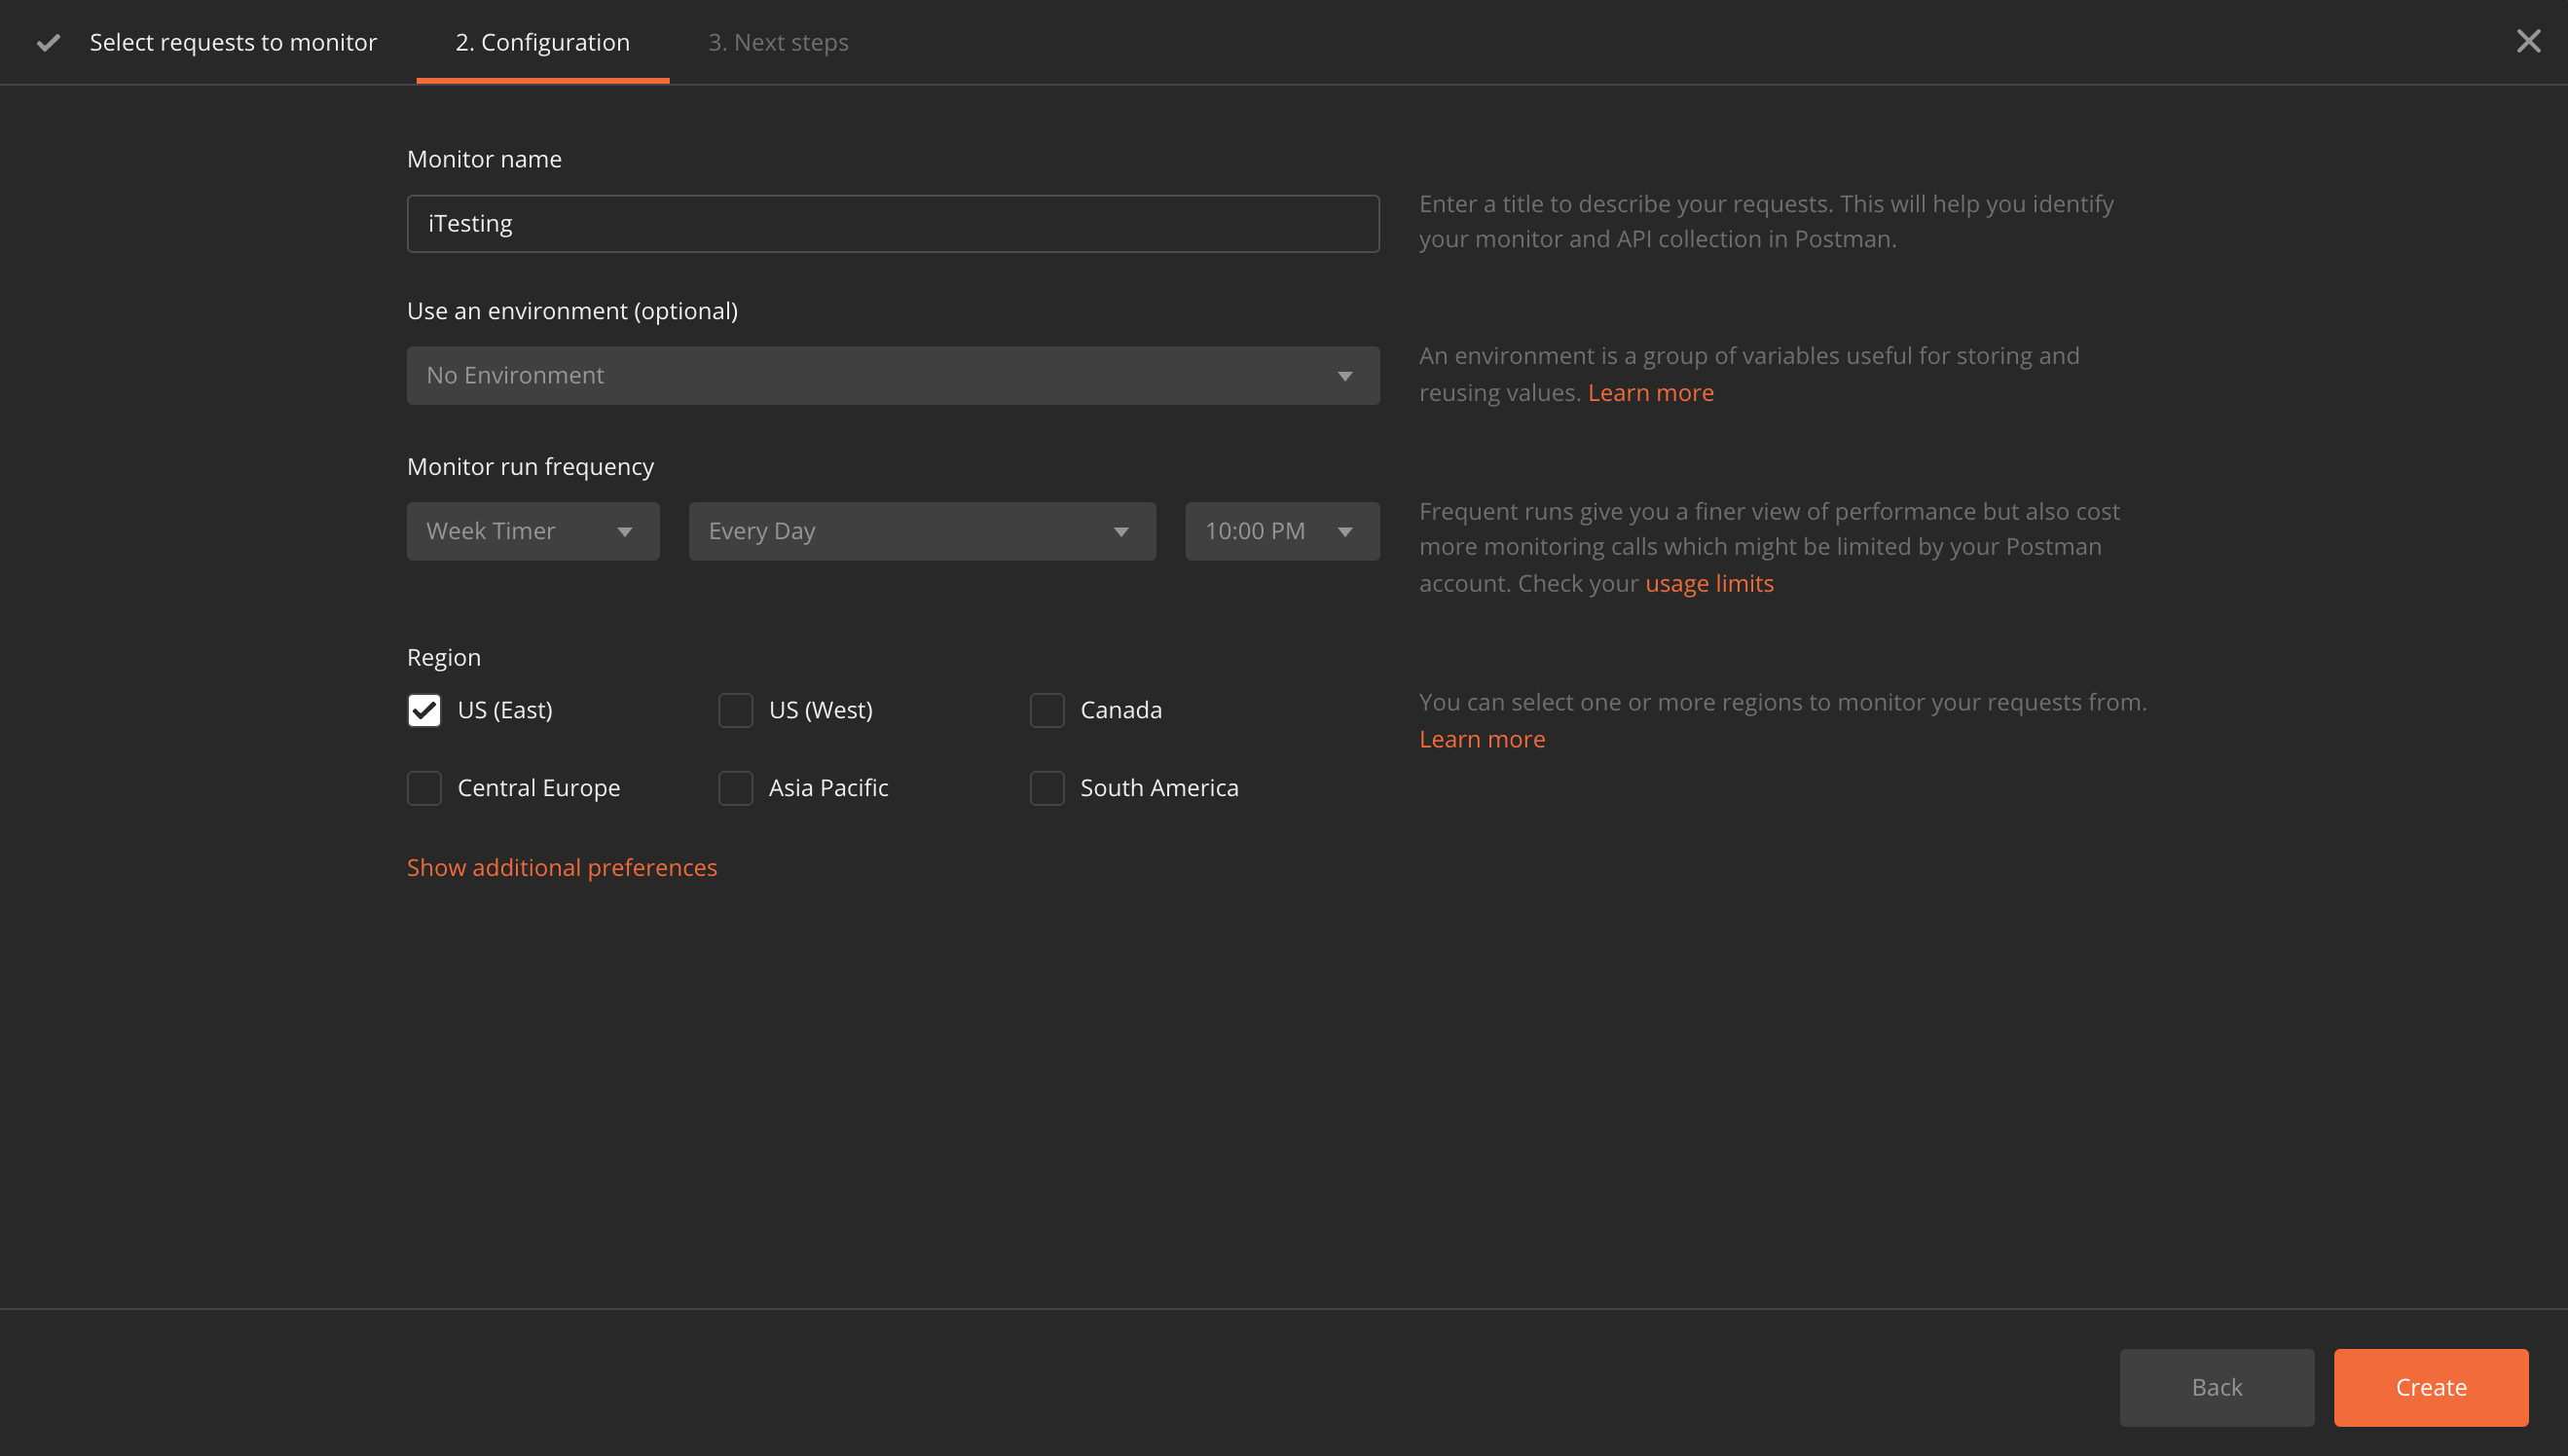 Select requests to monitor
2. Configuration
3. Next steps
Monitor name
iTesting
Enter a title to describe your requests. This will help you identify
your monitor and API collection in Postman.
Use an environment (optional)
No Environment
An environment is a group of variables useful for storing and
reusing values. Learn more
Monitor run frequency
Week Timer
Every Day
10:00 PM
Frequent runs give you a finer view of performance but also cost
more monitoring calls which might be limited by your Postman
account. Check your usage limits
Region
US (East)
US (West)
Canada
You can select one or more regions to monitor your requests from.
Learn more
Central Europe
Asia Pacific
South America
Show additional preferences
Back
Create